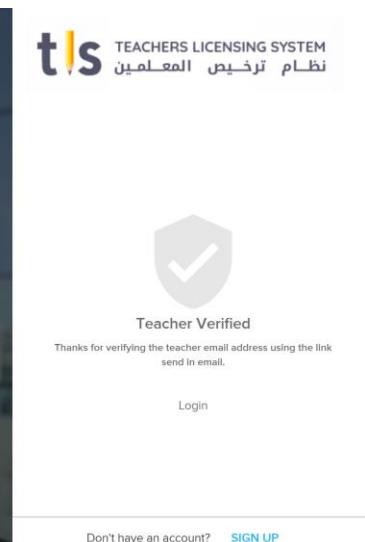 tls TEACHERS LICENSING SYSTEM
نظام ترخيص المعلمين
Teacher Verified
Thanks for verifying the teacher email address using the link
send in email.
Login
Don't have an account? SIGN UP